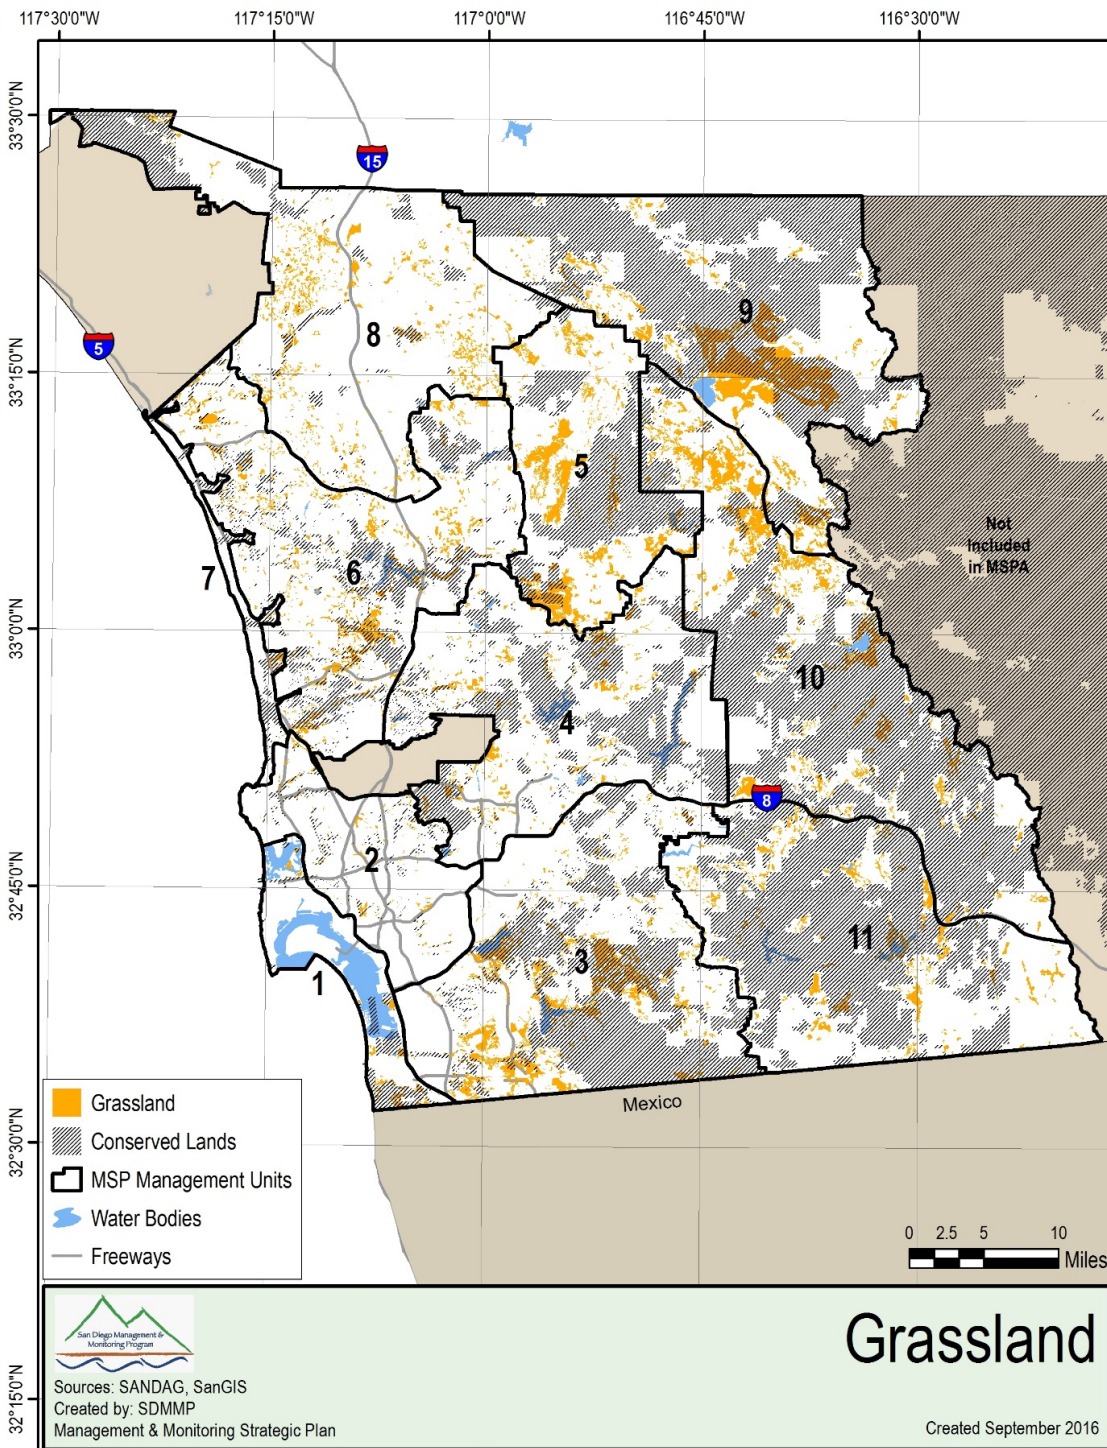 117°30'0"W 117°15'0"W 117°0'0"W 116°45'0"W 116°30'0"W
33°30'0"N
33°15'0"N
33°0'0"N
32°45'0"N
32°30'0"N
32°15'0"N
15
5
8
9
5
Not
Included
in MSPA
6
7
10
4
8
2
11
3
1
Mexico
Grassland
Conserved Lands
MSP Management Units
Water Bodies
Freeways
0 2.5 5 10
Miles
San Diego Management &
Monitoring Program
Sources: SANDAG, SanGIS
Created by: SDMMP
Management & Monitoring Strategic Plan
Grassland
Created September 2016